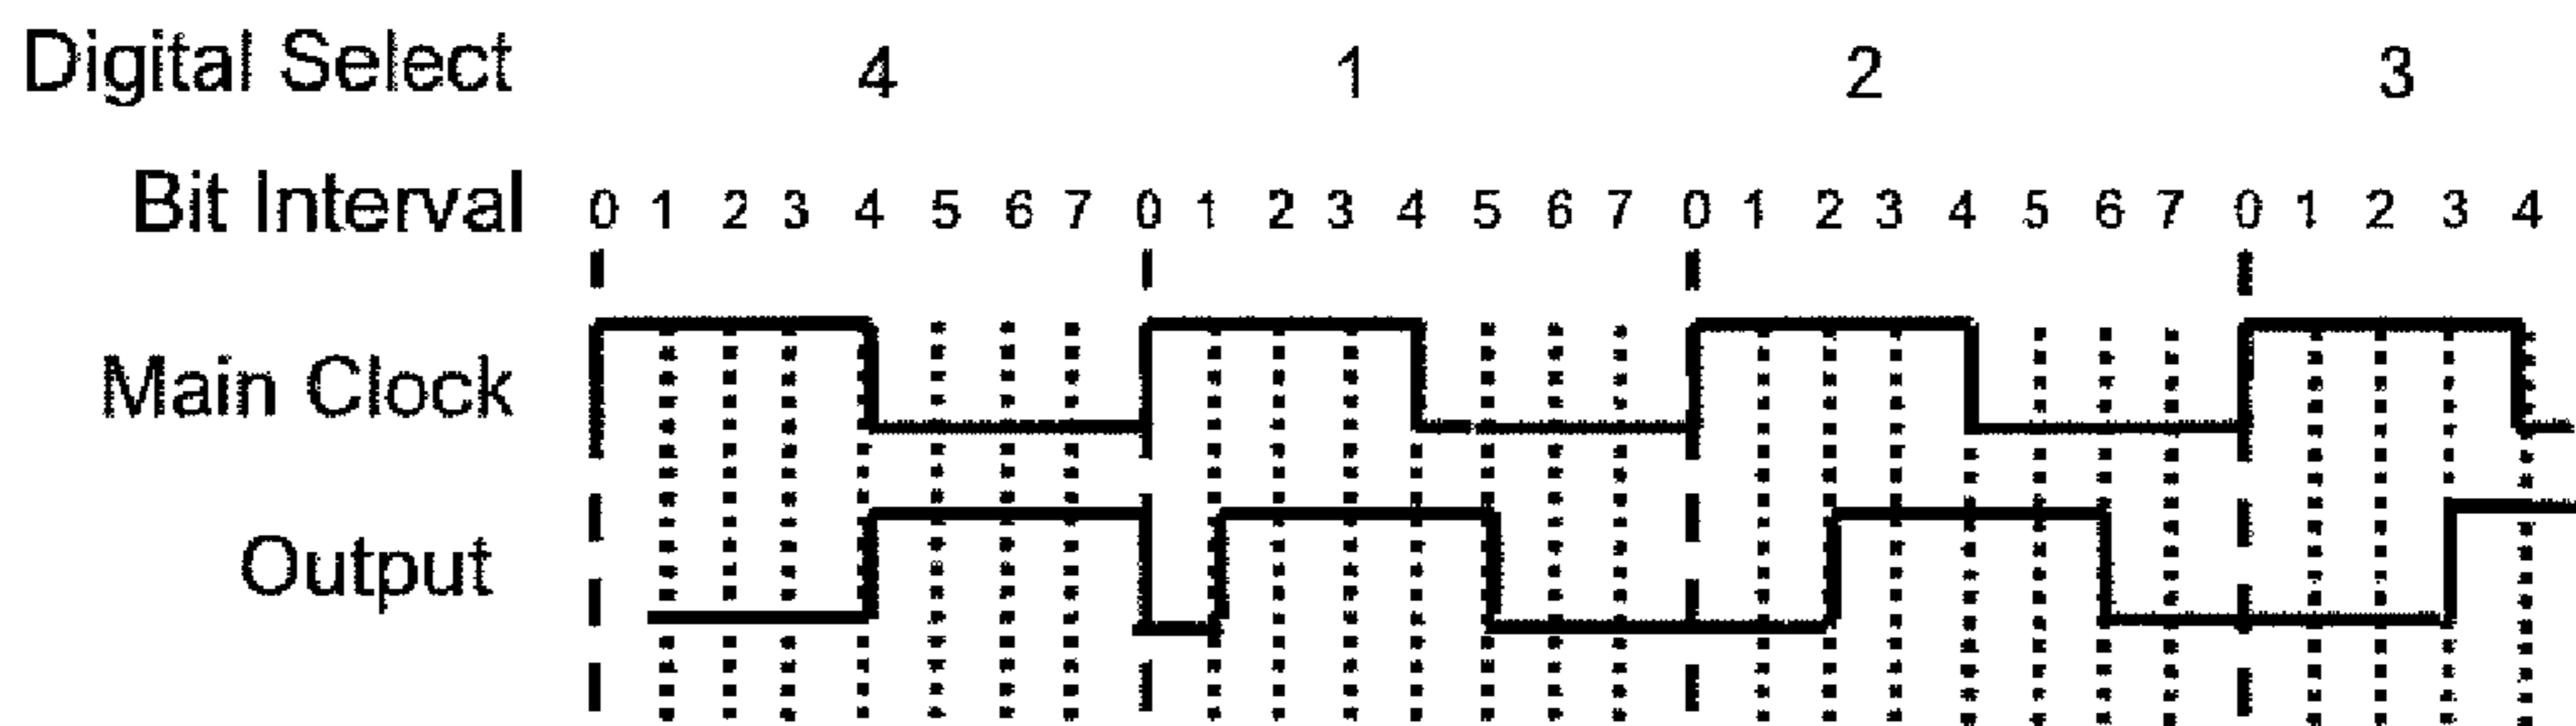 Digital Select 4 1 2 3
Bit Interval 0 1 2 3 4 5 6 7 0 1 2 3 4 5 6 7 0 1 2 3 4 5 6 7 0 1 2 3 4
Main Clock
Output